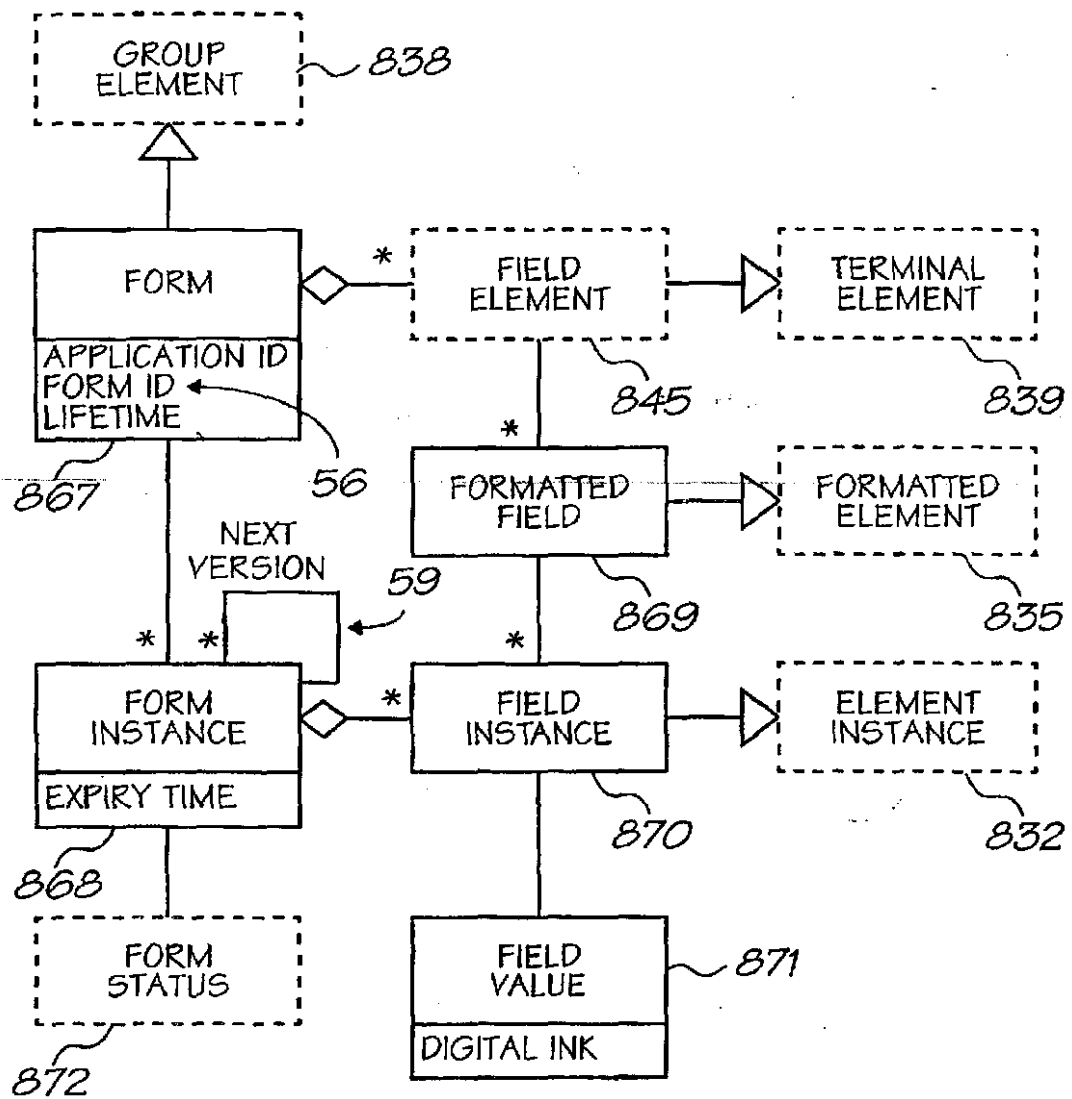 GROUP
ELEMENT
838
FORM
*
FIELD
ELEMENT
TERMINAL
ELEMENT
APPLICATION ID
FORM ID
LIFETIME
845
839
867
56
*
FORMATTED
FIELD
FORMATTED
ELEMENT
NEXT
VERSION
59
869
835
*
*
*
*
FORM
INSTANCE
FIELD
INSTANCE
ELEMENT
INSTANCE
EXPIRY TIME
870
832
868
FORM
STATUS
FIELD
VALUE
871
DIGITAL INK
872